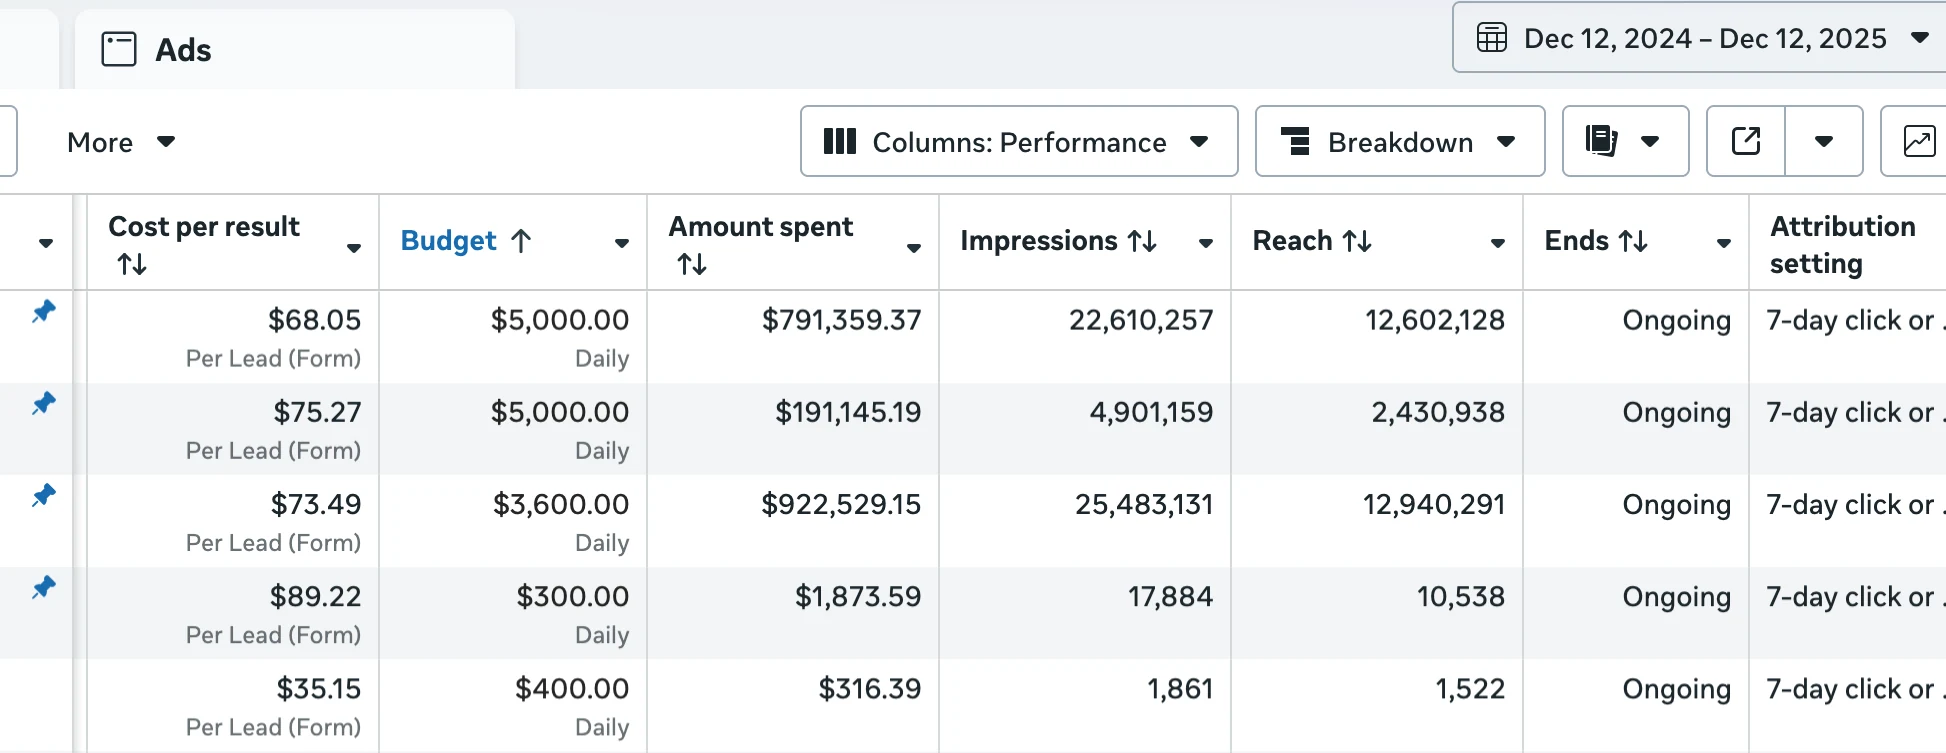 Ads
Dec 12, 2024 – Dec 12, 2025
More
Columns: Performance
Breakdown
Cost per result
Budget
Amount spent
Impressions
Reach
Ends
Attribution
setting
$68.05 $5,000.00 $791,359.37 22,610,257 12,602,128 Ongoing 7-day click or .
Per Lead (Form) Daily
$75.27 $5,000.00 $191,145.19 4,901,159 2,430,938 Ongoing 7-day click or .
Per Lead (Form) Daily
$73.49 $3,600.00 $922,529.15 25,483,131 12,940,291 Ongoing 7-day click or .
Per Lead (Form) Daily
$89.22 $300.00 $1,873.59 17,884 10,538 Ongoing 7-day click or .
Per Lead (Form) Daily
$35.15 $400.00 $316.39 1,861 1,522 Ongoing 7-day click or .
Per Lead (Form) Daily